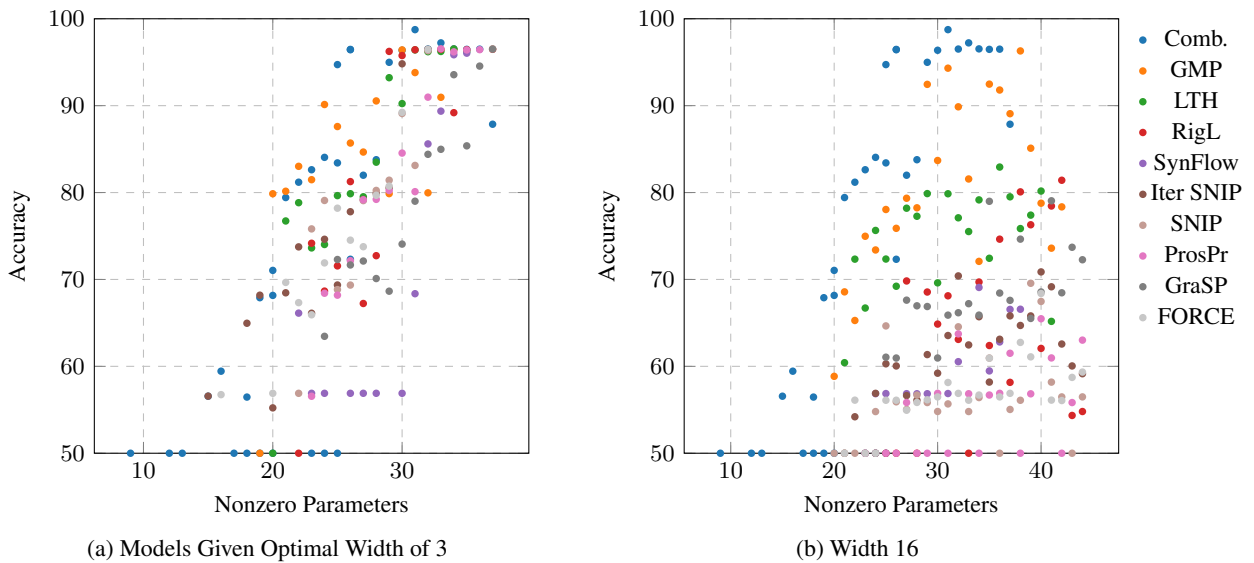 100
90
80
70
60
50
10
20
30
Accuracy
Nonzero Parameters
(a) Models Given Optimal Width of 3
100
90
80
70
60
50
10
20
30
40
Accuracy
Nonzero Parameters
(b) Width 16
Comb.
GMP
LTH
RigL
SynFlow
Iter SNIP
SNIP
ProsPr
GraSP
FORCE